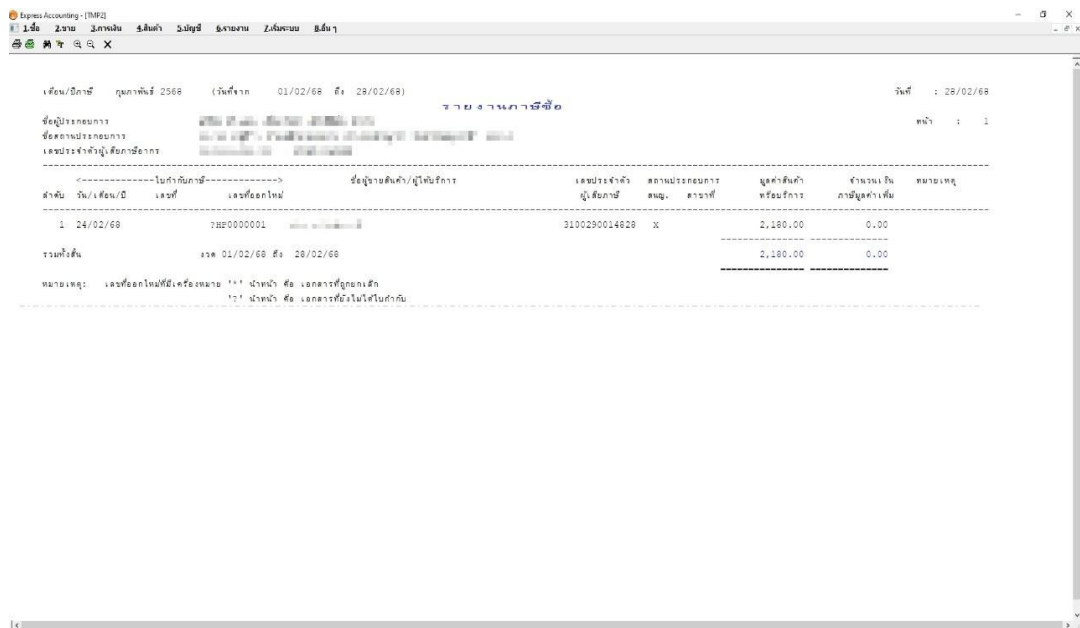 Express Accounting - [TMP2]
1.ซื้อ 2.ขาย 3.การเงิน 4.สินค้า 5.บัญชี 6.รายงาน 7.เริ่มระบบ 8.อื่น ๆ
เดือน/ปีภาษี กุมภาพันธ์ 2568 (วันที่จาก 01/02/68 ถึง 28/02/68) วันที่ : 28/02/68
รายงานภาษีซื้อ
ชื่อผู้ประกอบการ หน้า : 1
ชื่อสถานประกอบการ
เลขประจำตัวผู้เสียภาษีอากร
<-------------ใบกำกับภาษี-------------> ชื่อผู้ขายสินค้า/ผู้ให้บริการ เลขประจำตัว สถานประกอบการ มูลค่าสินค้า จำนวนเงิน หมายเหตุ
ลำดับ วัน/เดือน/ปี เลขที่ เลขที่ออกใหม่ ผู้เสียภาษี สนญ. สาขาที่ หรือบริการ ภาษีมูลค่าเพิ่ม
1 24/02/68 ?HP0000001 3100290014828 X 2,180.00 0.00
รวมทั้งสิ้น งวด 01/02/68 ถึง 28/02/68 2,180.00 0.00
หมายเหตุ: เลขที่ออกใหม่ที่มีเครื่องหมาย '*' นำหน้า คือ เอกสารที่ถูกยกเลิก
'?' นำหน้า คือ เอกสารที่ยังไม่ได้ใบกำกับ